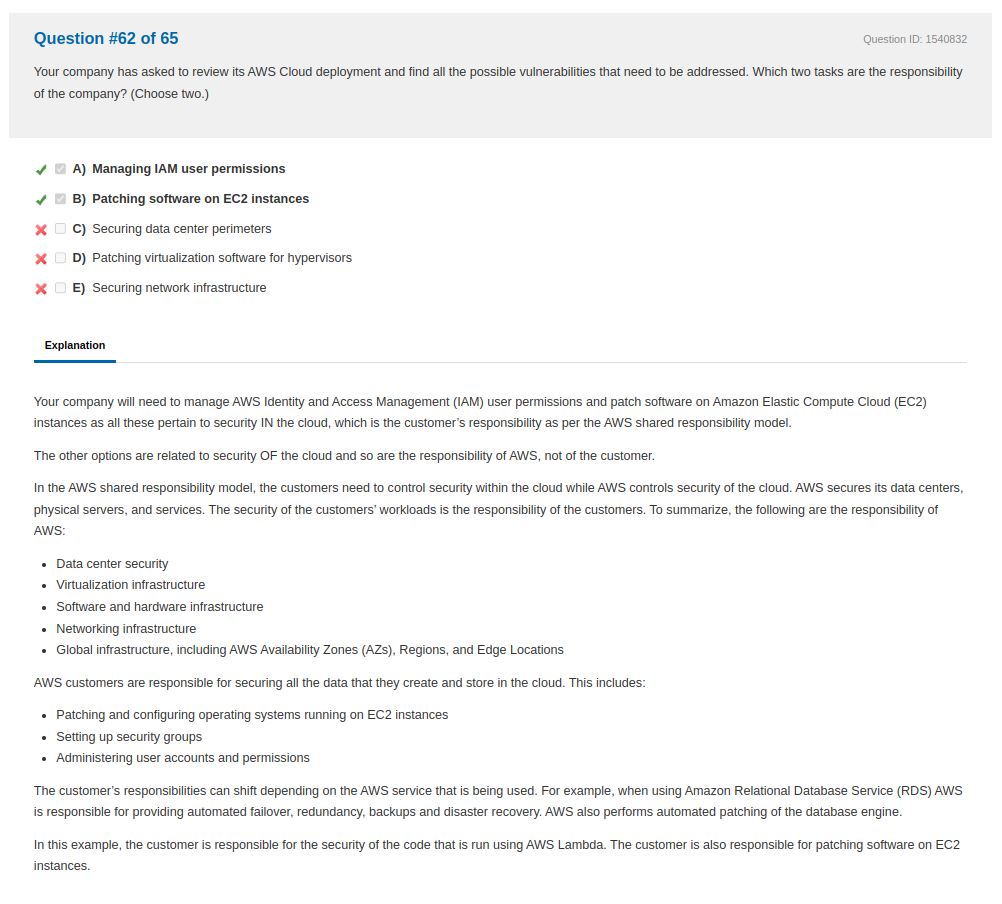 Question #62 of 65
Question ID: 1540832
Your company has asked to review its AWS Cloud deployment and find all the possible vulnerabilities that need to be addressed. Which two tasks are the responsibility
of the company? (Choose two.)
A) Managing IAM user permissions
B) Patching software on EC2 instances
C) Securing data center perimeters
D) Patching virtualization software for hypervisors
E) Securing network infrastructure
Explanation
Your company will need to manage AWS Identity and Access Management (IAM) user permissions and patch software on Amazon Elastic Compute Cloud (EC2)
instances as all these pertain to security IN the cloud, which is the customer’s responsibility as per the AWS shared responsibility model.
The other options are related to security OF the cloud and so are the responsibility of AWS, not of the customer.
In the AWS shared responsibility model, the customers need to control security within the cloud while AWS controls security of the cloud. AWS secures its data centers,
physical servers, and services. The security of the customers' workloads is the responsibility of the customers. To summarize, the following are the responsibility of
AWS:
• Data center security
• Virtualization infrastructure
• Software and hardware infrastructure
• Networking infrastructure
• Global infrastructure, including AWS Availability Zones (AZs), Regions, and Edge Locations
AWS customers are responsible for securing all the data that they create and store in the cloud. This includes:
• Patching and configuring operating systems running on EC2 instances
• Setting up security groups
• Administering user accounts and permissions
The customer’s responsibilities can shift depending on the AWS service that is being used. For example, when using Amazon Relational Database Service (RDS) AWS
is responsible for providing automated failover, redundancy, backups and disaster recovery. AWS also performs automated patching of the database engine.
In this example, the customer is responsible for the security of the code that is run using AWS Lambda. The customer is also responsible for patching software on EC2
instances.